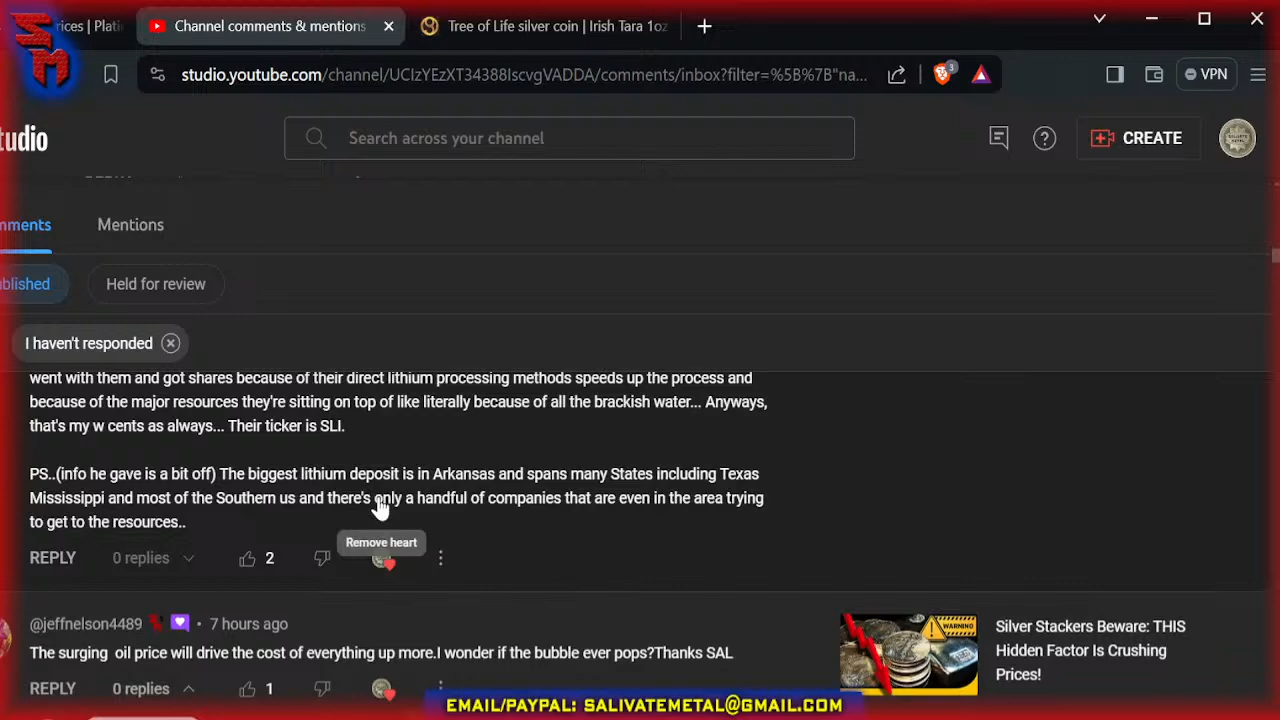 SM
rices | Plati
Channel comments & mentions
Tree of Life silver coin | Irish Tara 1oz
studio.youtube.com/channel/UCIzYEzXT34388IscvgVADDA/comments/inbox?filter=%5B%7B"na...
3
VPN
tudio
Search across your channel
CREATE
mments
Mentions
ublished
Held for review
I haven't responded
went with them and got shares because of their direct lithium processing methods speeds up the process and
because of the major resources they're sitting on top of like literally because of all the brackish water... Anyways,
that's my w cents as always... Their ticker is SLI.
PS..(info he gave is a bit off) The biggest lithium deposit is in Arkansas and spans many States including Texas
Mississippi and most of the Southern us and there's only a handful of companies that are even in the area trying
to get to the resources..
Remove heart
REPLY
0 replies
2
@jeffnelson4489
• 7 hours ago
The surging oil price will drive the cost of everything up more.I wonder if the bubble ever pops?Thanks SAL
REPLY
0 replies
1
WARNING
Silver Stackers Beware: THIS
Hidden Factor Is Crushing
Prices!
EMAIL/PAYPAL: SALIVATEMETAL@GMAIL.COM